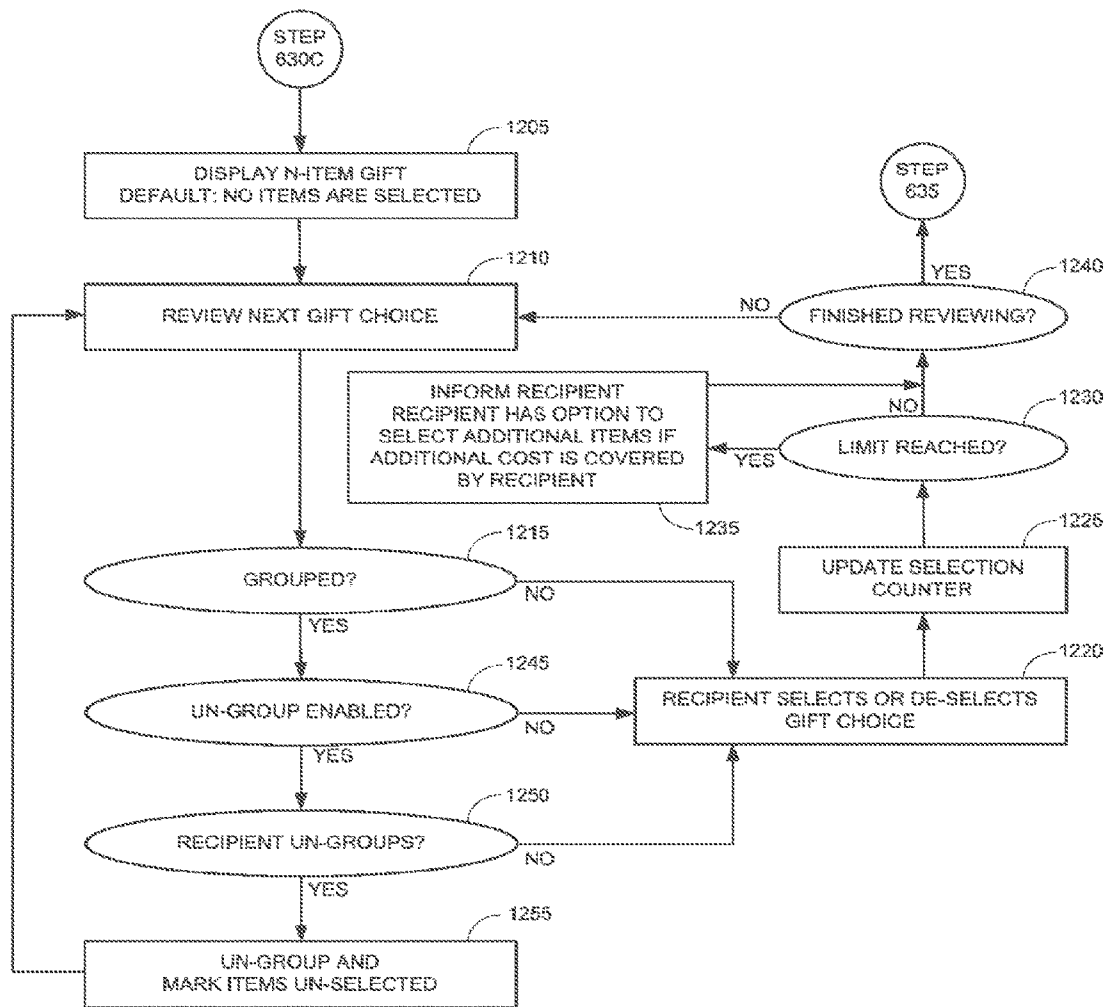 STEP
630C
1205
DISPLAY N-ITEM GIFT
DEFAULT: NO ITEMS ARE SELECTED
STEP
635
1210
REVIEW NEXT GIFT CHOICE
YES
1240
NO
FINISHED REVIEWING?
INFORM RECIPIENT
RECIPIENT HAS OPTION TO
SELECT ADDITIONAL ITEMS IF
ADDITIONAL COST IS COVERED
BY RECIPIENT
1235
NO
1230
YES
LIMIT REACHED?
1215
GROUPED?
NO
YES
1225
UPDATE SELECTION
COUNTER
1245
UN-GROUP ENABLED?
NO
YES
1220
RECIPIENT SELECTS OR DE-SELECTS
GIFT CHOICE
1250
RECIPIENT UN-GROUPS?
NO
YES
1255
UN-GROUP AND
MARK ITEMS UN-SELECTED